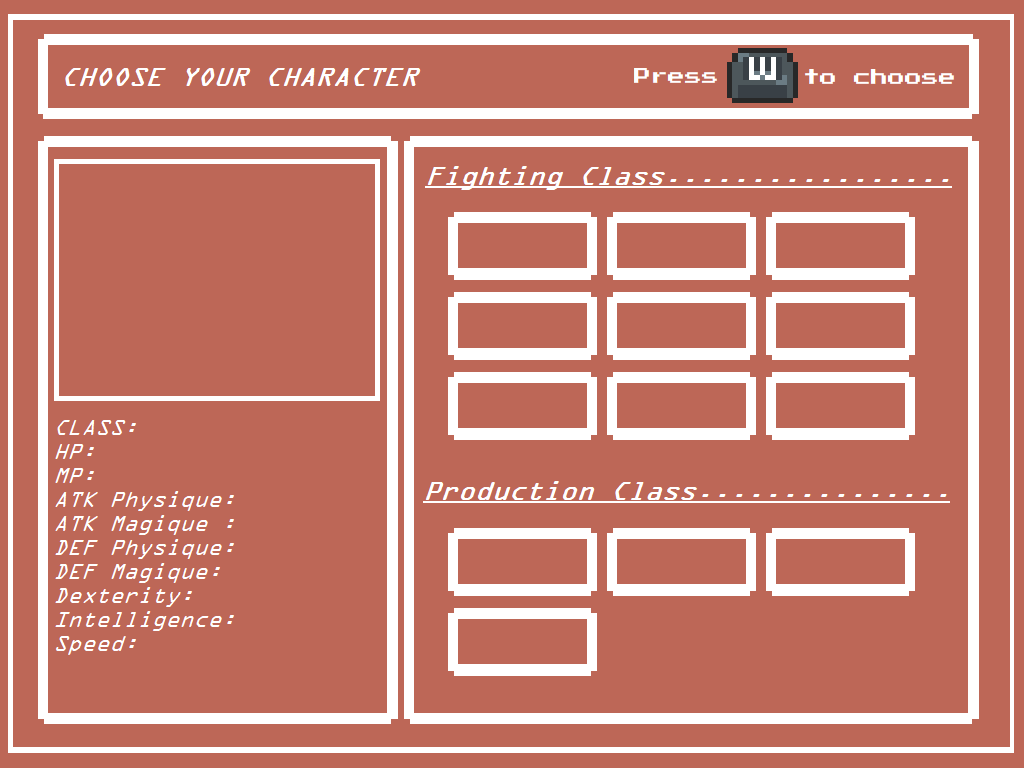 CHOOSE YOUR CHARACTER
Press W to choose
Fighting Class-----------------
CLASS:
HP:
MP:
ATK Physique:
ATK Magique :
DEF Physique:
DEF Magique:
Dexterity:
Intelligence:
Speed:
Production Class---------------